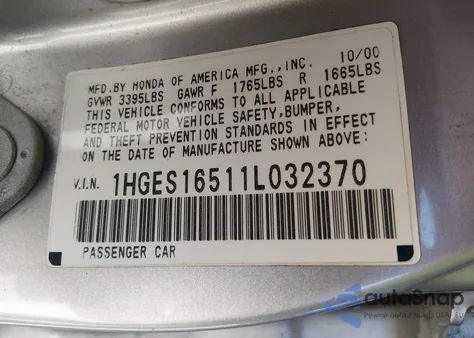 10/00
MFD.BY HONDA OF AMERICA MFG.,INC.
GVWR 3395LBS GAWR F 1765LBS R 1665LBS
THIS VEHICLE CONFORMS TO ALL APPLICABLE
FEDERAL MOTOR VEHICLE SAFETY,BUMPER,
AND THEFT PREVENTION STANDARDS IN EFFECT
ON THE DATE OF MANUFACTURE SHOWN ABOVE:
V.I.N. 1HGES16511L032370
PASSENGER CAR
autoSnap